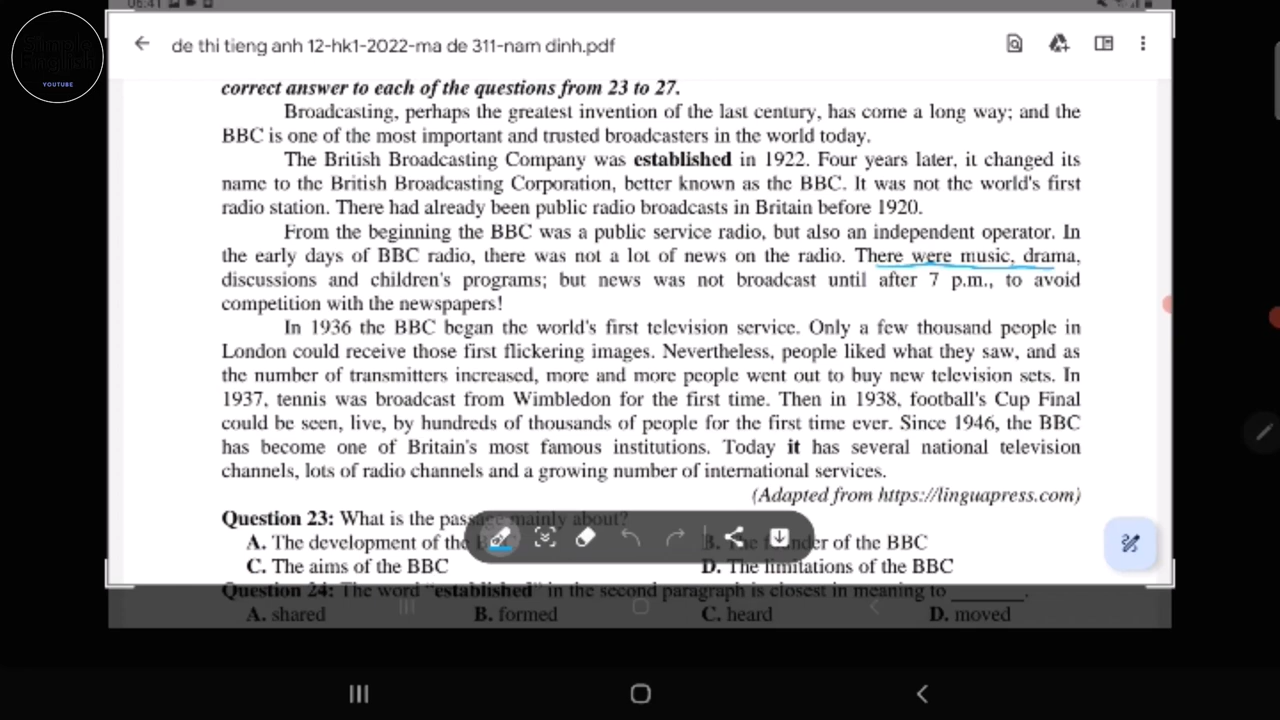 06:41
Simple
English
YOUTUBE
de thi tieng anh 12-hk1-2022-ma de 311-nam dinh.pdf
correct answer to each of the questions from 23 to 27.
Broadcasting, perhaps the greatest invention of the last century, has come a long way; and the
BBC is one of the most important and trusted broadcasters in the world today.
The British Broadcasting Company was established in 1922. Four years later, it changed its
name to the British Broadcasting Corporation, better known as the BBC. It was not the world's first
radio station. There had already been public radio broadcasts in Britain before 1920.
From the beginning the BBC was a public service radio, but also an independent operator. In
the early days of BBC radio, there was not a lot of news on the radio. There were music, drama,
discussions and children's programs; but news was not broadcast until after 7 p.m., to avoid
competition with the newspapers!
In 1936 the BBC began the world's first television service. Only a few thousand people in
London could receive those first flickering images. Nevertheless, people liked what they saw, and as
the number of transmitters increased, more and more people went out to buy new television sets. In
1937, tennis was broadcast from Wimbledon for the first time. Then in 1938, football's Cup Final
could be seen, live, by hundreds of thousands of people for the first time ever. Since 1946, the BBC
has become one of Britain's most famous institutions. Today it has several national television
channels, lots of radio channels and a growing number of international services.
(Adapted from https://linguapress.com)
Question 23: What is the passage mainly about?
A. The development of the BBC B. The founder of the BBC
C. The aims of the BBC D. The limitations of the BBC
Question 24: The word "established" in the second paragraph is closest in meaning to _______.
A. shared B. formed C. heard D. moved